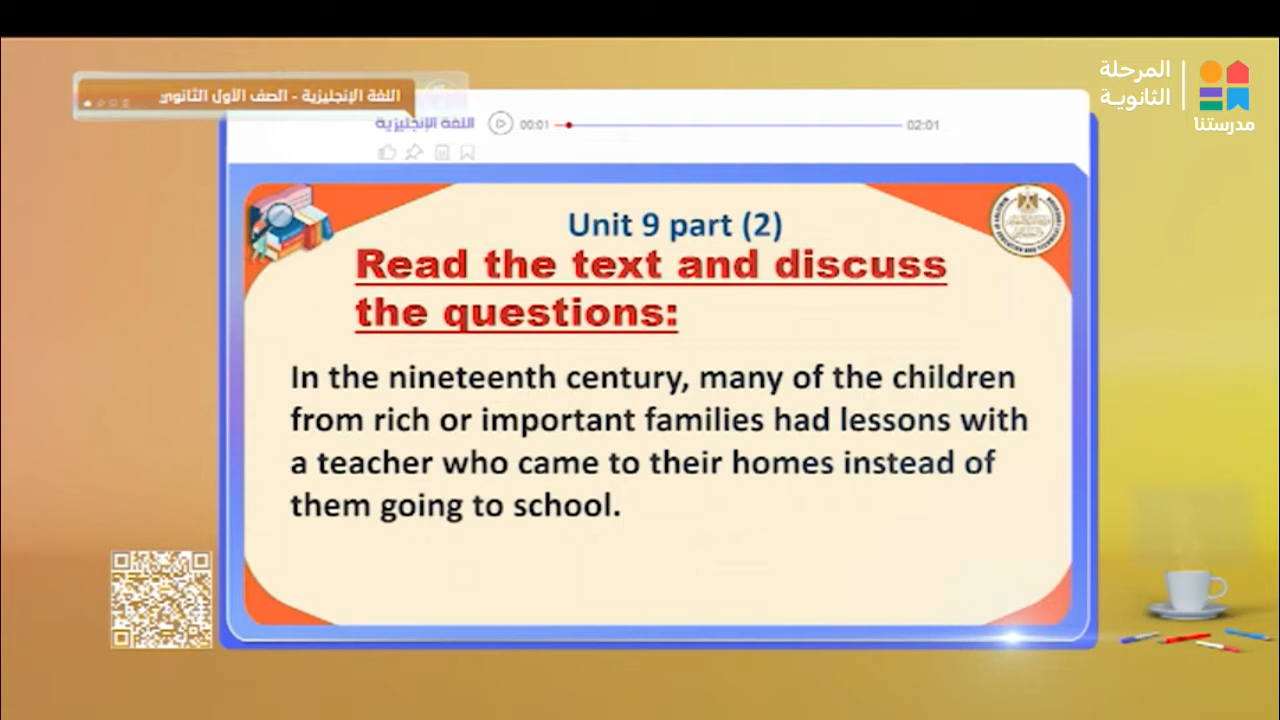 المرحلة
الثانوية
مدرستنا
اللغة الإنجليزية - الصف الأول الثانوي
اللغة الإنجليزية
00:01
02:01
Unit 9 part (2)
Read the text and discuss
the questions:
In the nineteenth century, many of the children
from rich or important families had lessons with
a teacher who came to their homes instead of
them going to school.